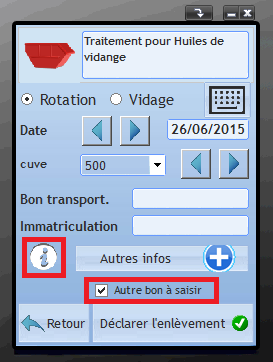 Traitement pour Huiles de
vidange
Rotation Vidage
Date 26/06/2015
cuve 500
Bon transport.
Immatriculation
i Autres infos
Autre bon à saisir
Retour Déclarer l'enlèvement